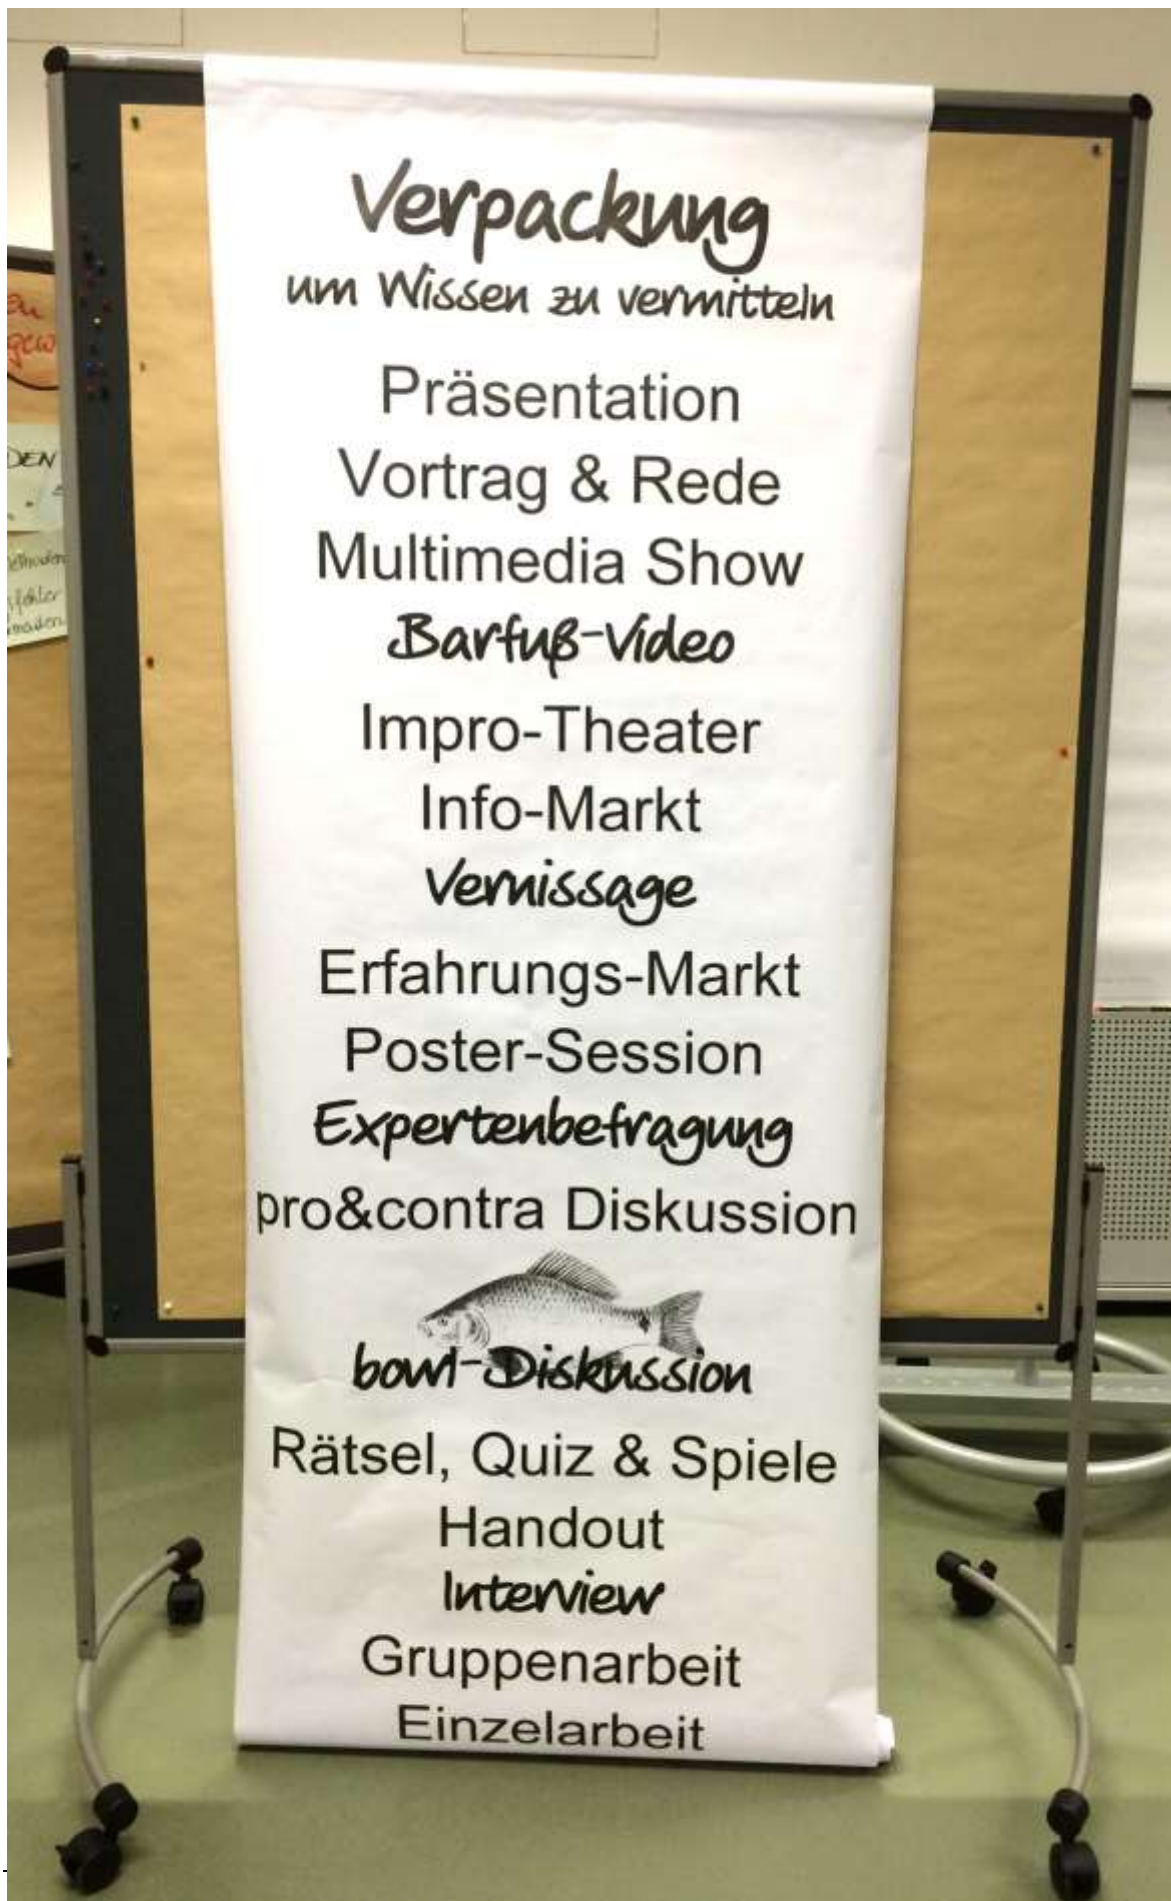 Verpackung
um Wissen zu vermitteln
Präsentation
Vortrag & Rede
Multimedia Show
Barfuß-Video
Impro-Theater
Info-Markt
Vernissage
Erfahrungs-Markt
Poster-Session
Expertenbefragung
pro&contra Diskussion
bowl-Diskussion
Rätsel, Quiz & Spiele
Handout
Interview
Gruppenarbeit
Einzelarbeit